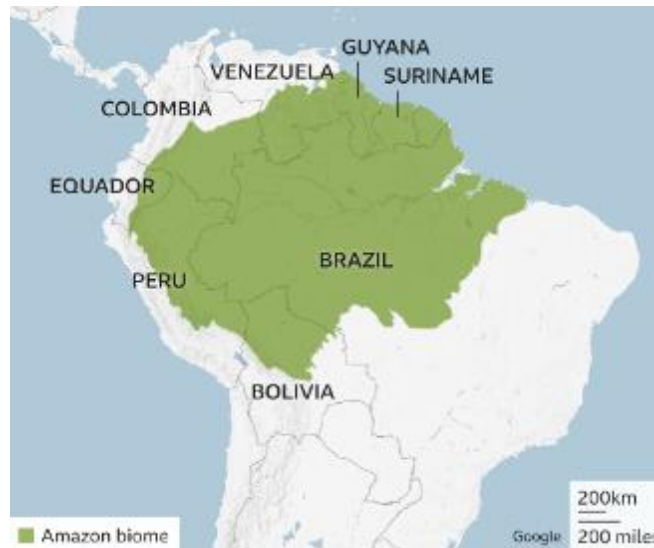 GUYANA
VENEZUELA
SURINAME
COLOMBIA
EQUADOR
BRAZIL
PERU
BOLIVIA
200km
Amazon biome
Google
200 miles